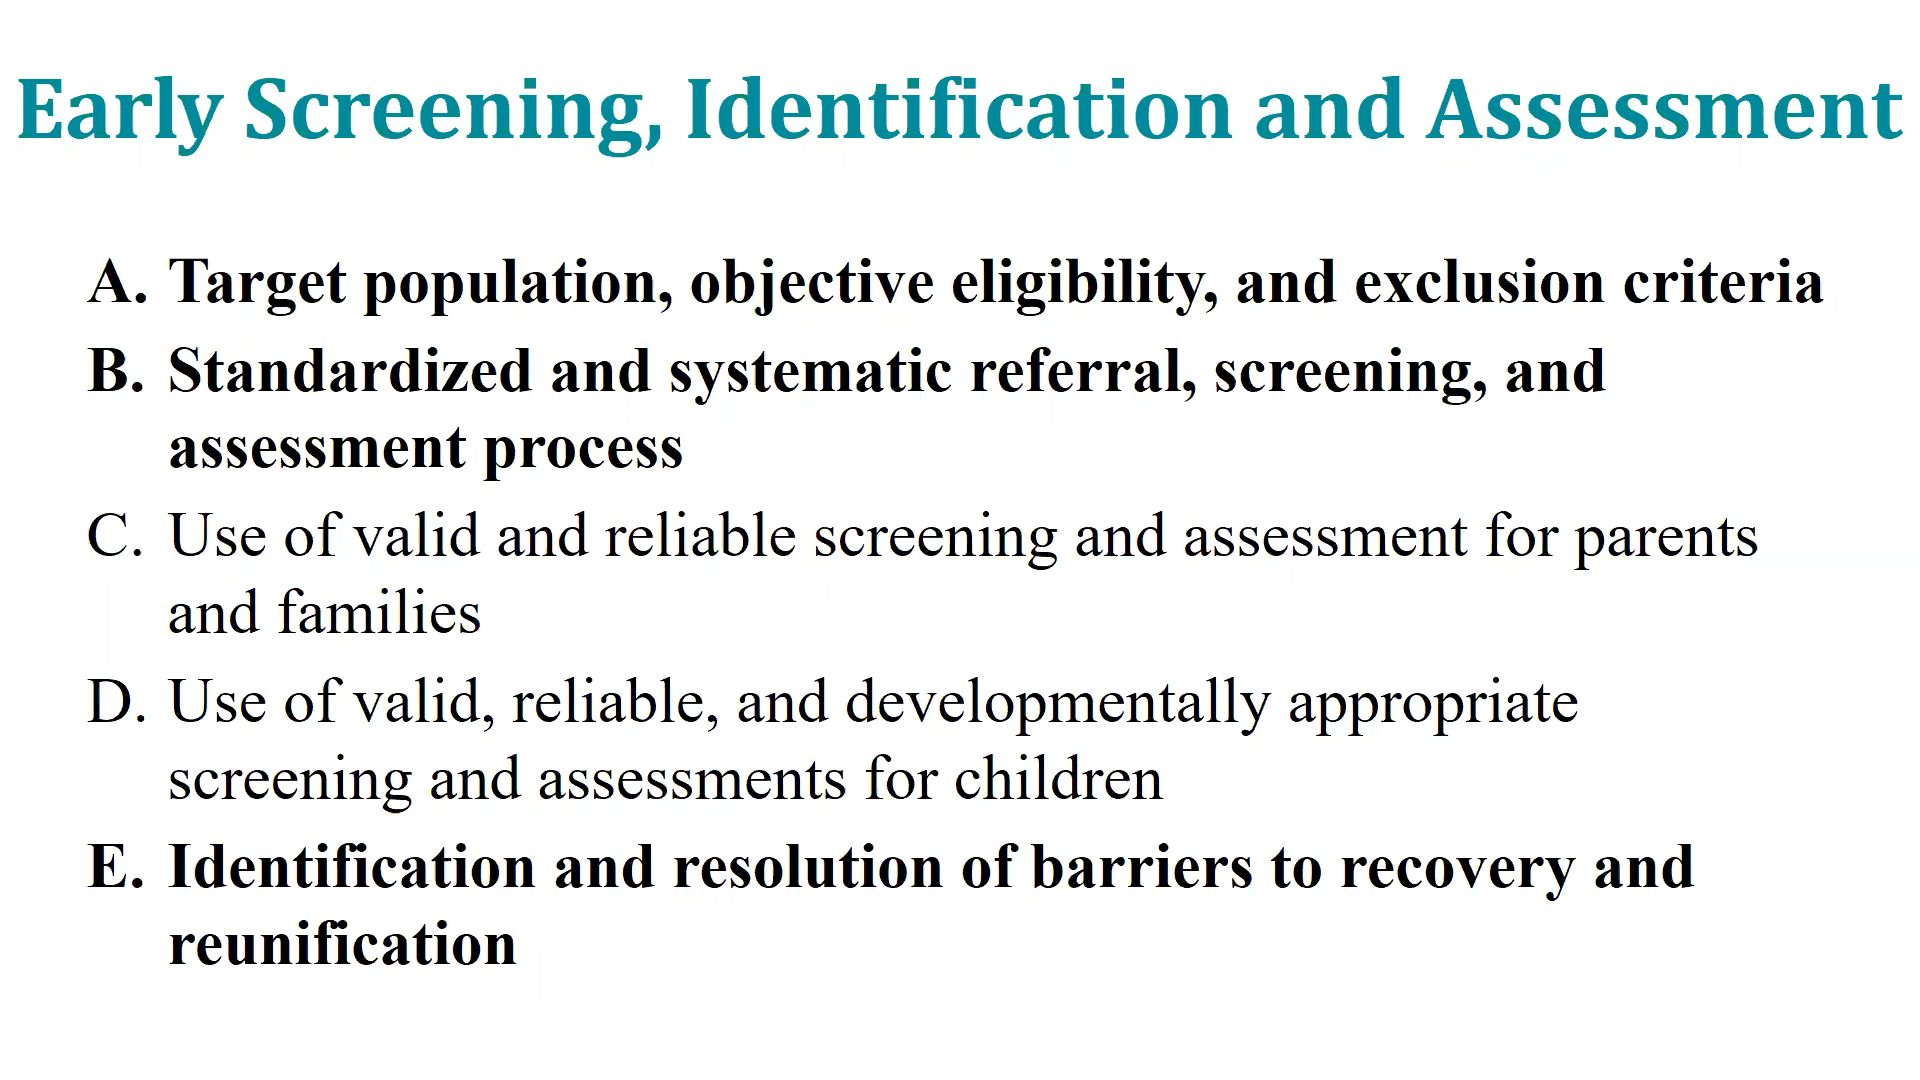 Early Screening, Identification and Assessment
A. Target population, objective eligibility, and exclusion criteria
B. Standardized and systematic referral, screening, and
assessment process
C. Use of valid and reliable screening and assessment for parents
and families
D. Use of valid, reliable, and developmentally appropriate
screening and assessments for children
E. Identification and resolution of barriers to recovery and
reunification